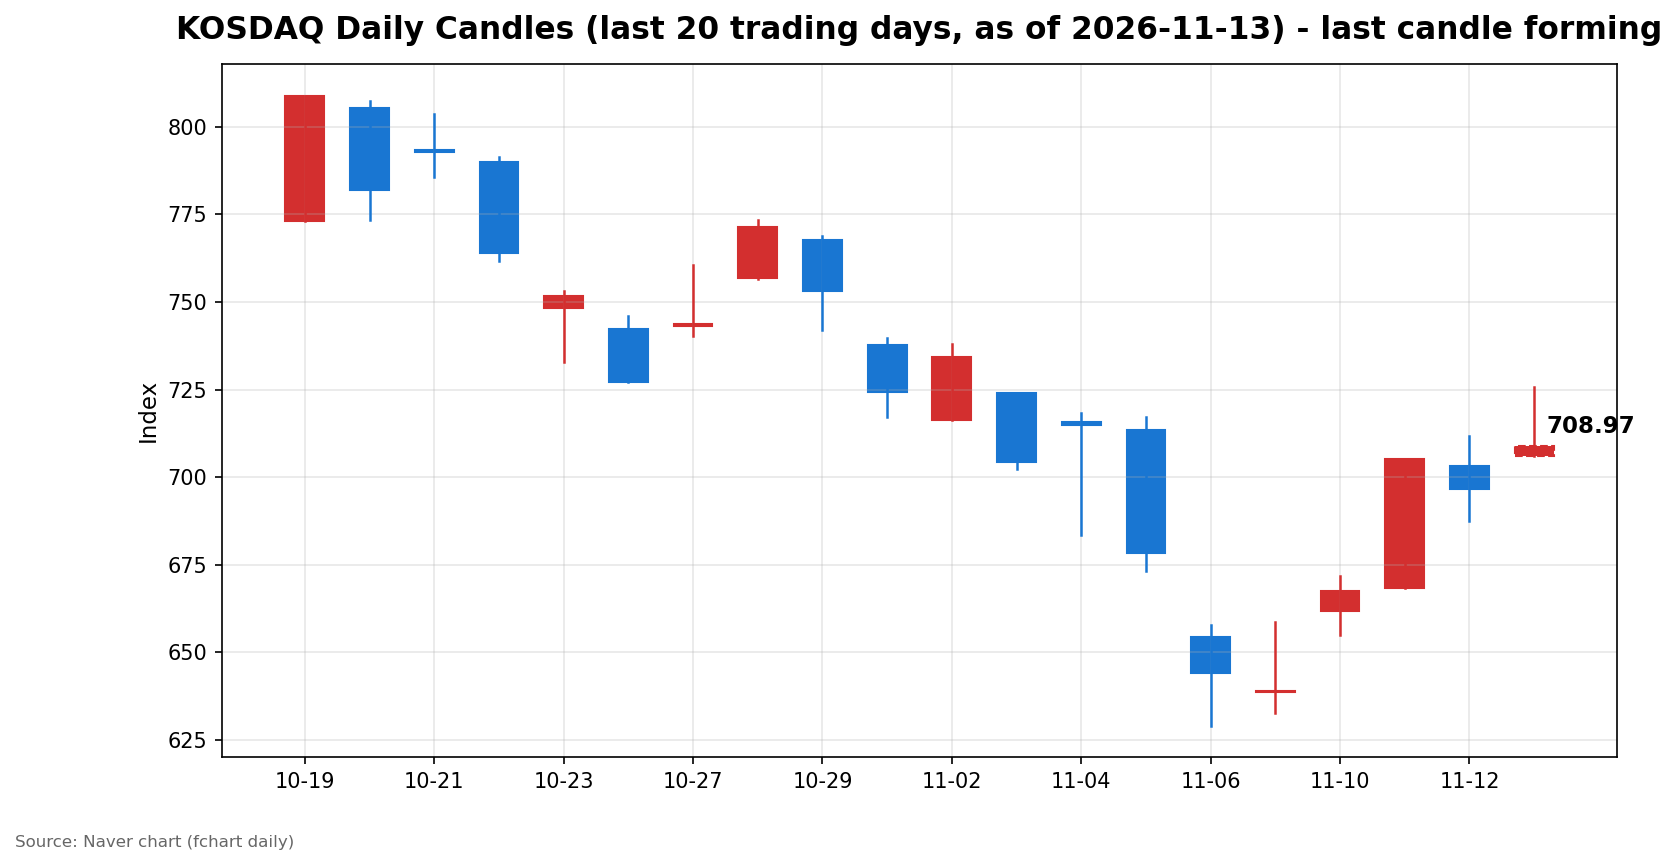 KOSDAQ Daily Candles (last 20 trading days, as of 2026-11-13) - last candle forming
800
775
750
725
700
675
650
625
Index
708.97
10-19 10-21 10-23 10-27 10-29 11-02 11-04 11-06 11-10 11-12
Source: Naver chart (fchart daily)